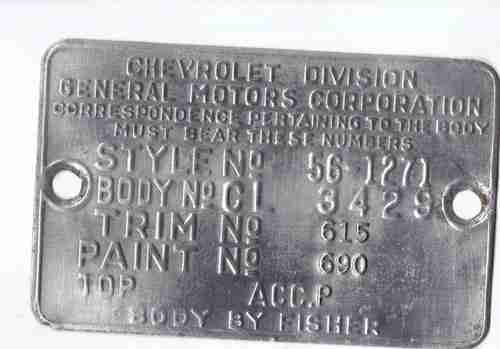 CHEVROLET DIVISION
GENERAL MOTORS CORPORATION
CORRESPONDENCE PERTAINING TO THE BODY
MUST BEAR THESE NUMBERS
STYLE No 56 1271
BODY No C1 3429
TRIM No 615
PAINT No 690
TOP ACC.P
BODY BY FISHER